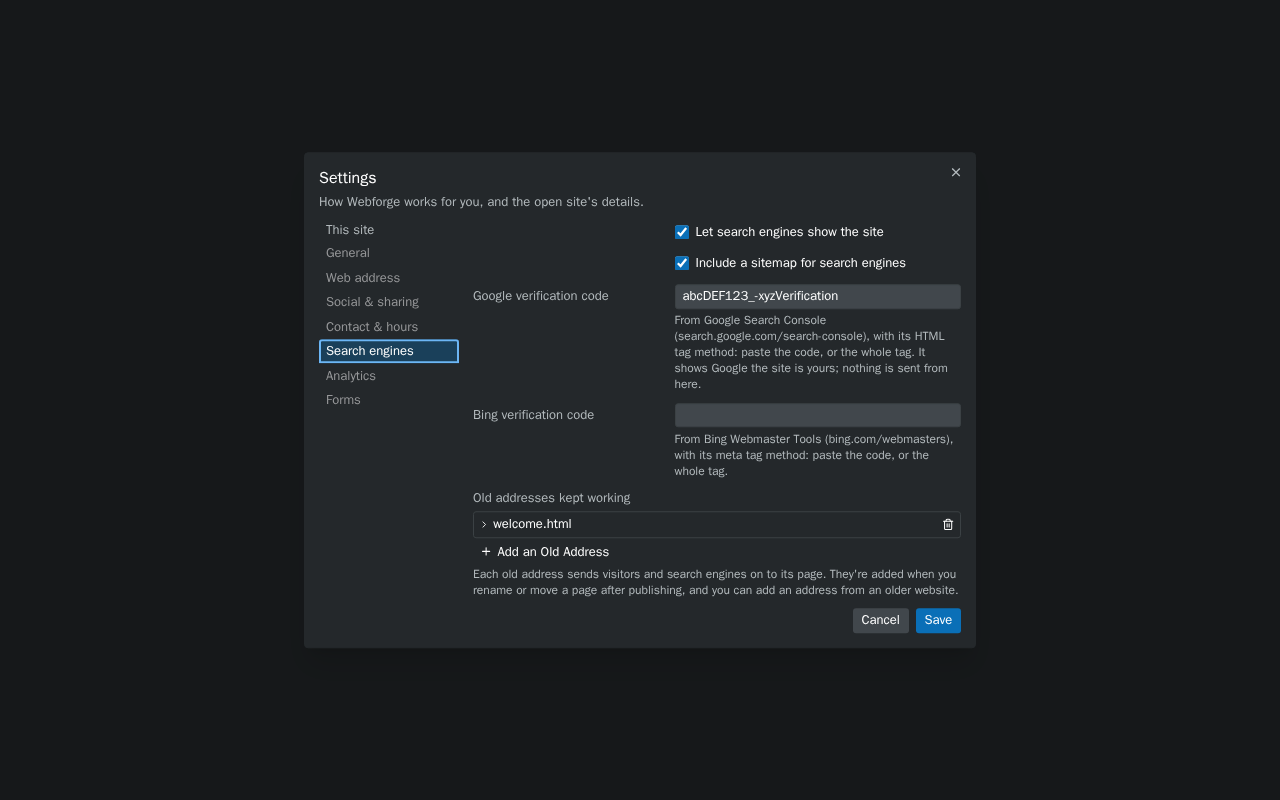 Settings
How Webforge works for you, and the open site's details.
This site
General
Web address
Social & sharing
Contact & hours
Search engines
Analytics
Forms
Let search engines show the site
Include a sitemap for search engines
Google verification code
abcDEF123_-xyzVerification
From Google Search Console
(search.google.com/search-console), with its HTML
tag method: paste the code, or the whole tag. It
shows Google the site is yours; nothing is sent from
here.
Bing verification code
From Bing Webmaster Tools (bing.com/webmasters),
with its meta tag method: paste the code, or the
whole tag.
Old addresses kept working
welcome.html
Add an Old Address
Each old address sends visitors and search engines on to its page. They're added when you
rename or move a page after publishing, and you can add an address from an older website.
Cancel
Save